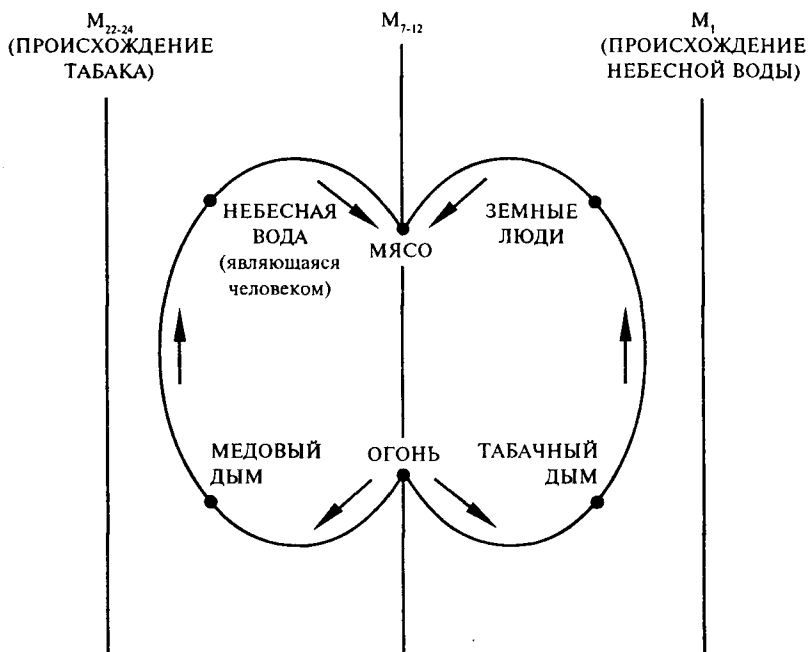 M22-24
(ПРОИСХОЖДЕНИЕ
ТАБАКА)
M7-12
M1
(ПРОИСХОЖДЕНИЕ
НЕБЕСНОЙ ВОДЫ)
НЕБЕСНАЯ
ВОДА
(являющаяся
человеком)
МЯСО
ЗЕМНЫЕ
ЛЮДИ
МЕДОВЫЙ
ДЫМ
ОГОНЬ
ТАБАЧНЫЙ
ДЫМ